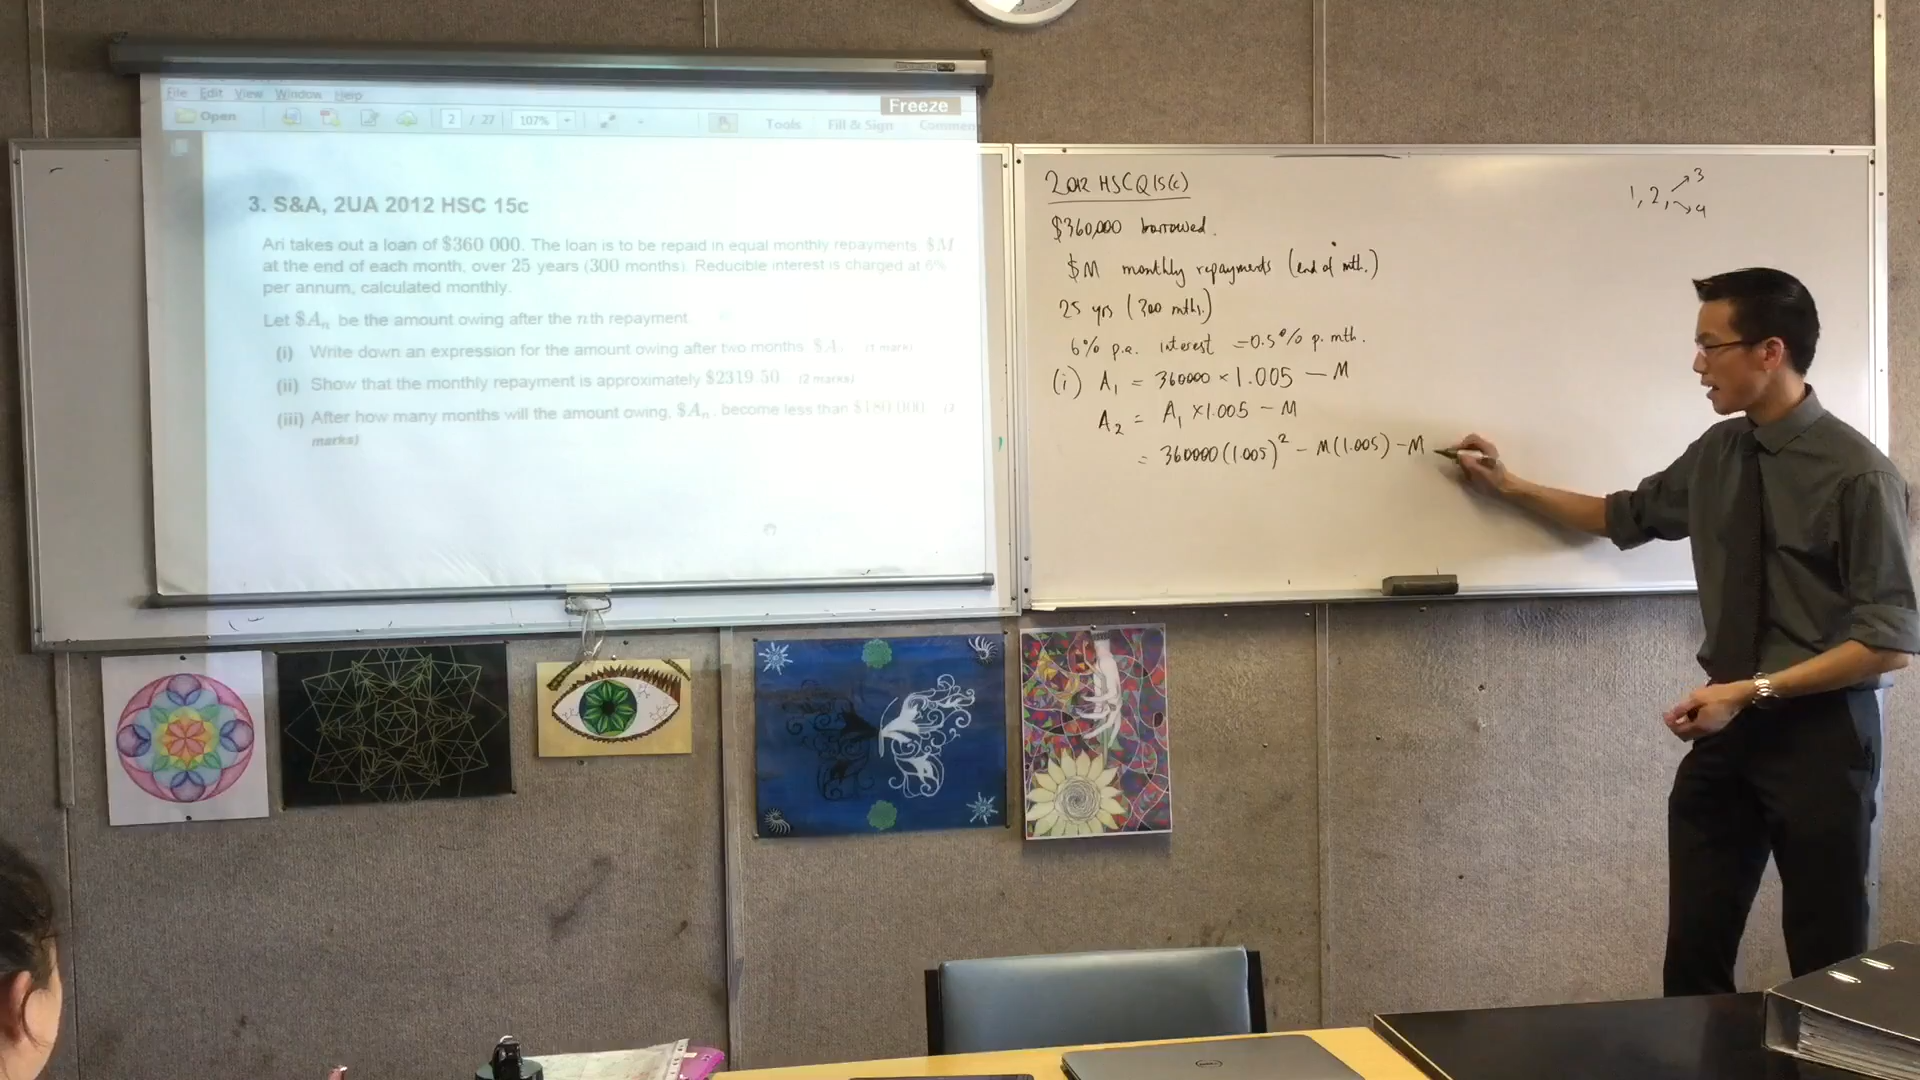 File Edit View Window Help
Freeze
Open 2 / 27 107% Tools Fill & Sign Commen
3. S&A, 2UA 2012 HSC 15c
Ari takes out a loan of $360 000. The loan is to be repaid in equal monthly repayments, $M
at the end of each month, over 25 years (300 months). Reducible interest is charged at 6%
per annum, calculated monthly.
Let $Aₙ be the amount owing after the nth repayment.
(i) Write down an expression for the amount owing after two months, $A (1 mark)
(ii) Show that the monthly repayment is approximately $2319.50 (2 marks)
(iii) After how many months will the amount owing, $Aₙ, become less than $180 000
marks)
2012 HSC Q15(c)
$360,000 borrowed.
$M monthly repayments (end of mth.)
25 yrs (300 mths.)
6% p.a. interest = 0.5% p. mth.
(i) A₁ = 360000 × 1.005 − M
A₂ = A₁ × 1.005 − M
= 360000(1.005)² − M(1.005) − M
1, 2, 3
4